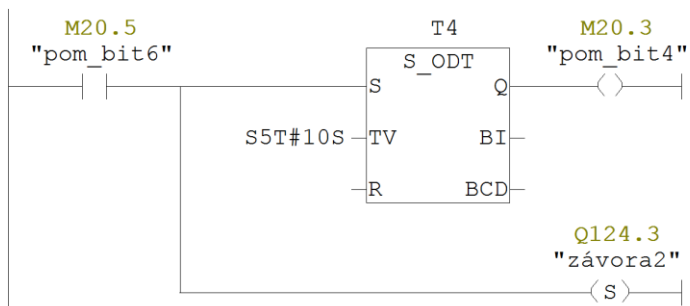 M20.5 T4 M20.3
"pom_bit6" S_ODT "pom_bit4"
S Q
S5T#10S TV BI
R BCD
Q124.3
"závora2"
S